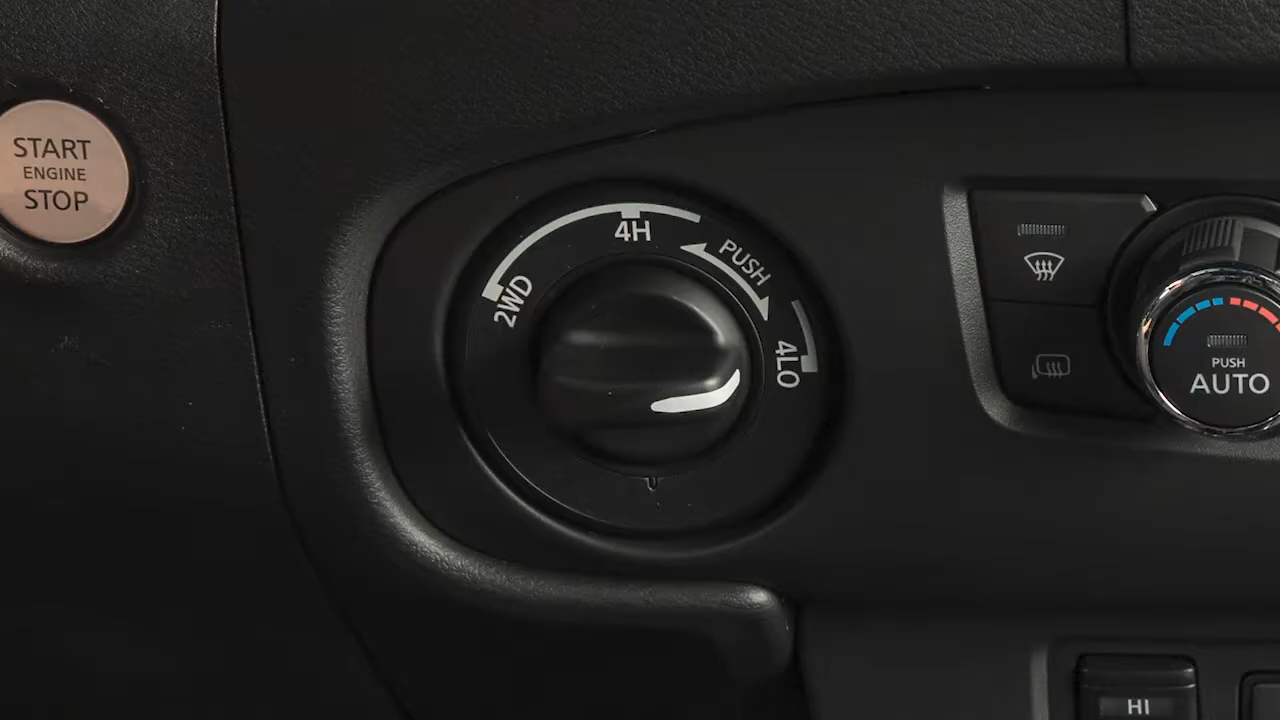 START
ENGINE
STOP
2WD
4H
PUSH
4LO
PUSH
AUTO
HI